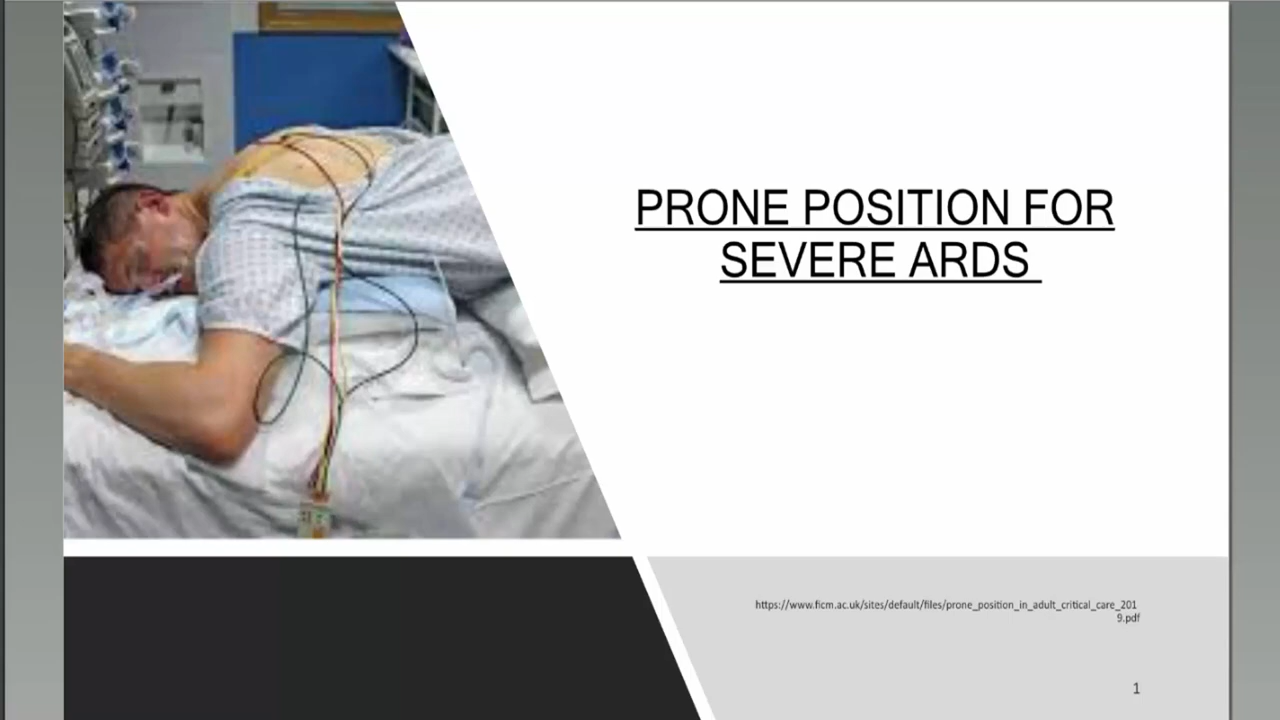 PRONE POSITION FOR
SEVERE ARDS
https://www.ficm.ac.uk/sites/default/files/prone_position_in_adult_critical_care_201
9.pdf
1